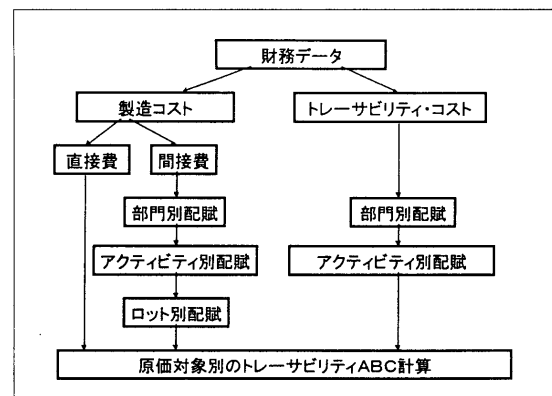 財務データ
製造コスト
トレーサビリティ・コスト
直接費
間接費
部門別配賦
部門別配賦
アクティビティ別配賦
アクティビティ別配賦
ロット別配賦
原価対象別のトレーサビリティABC計算